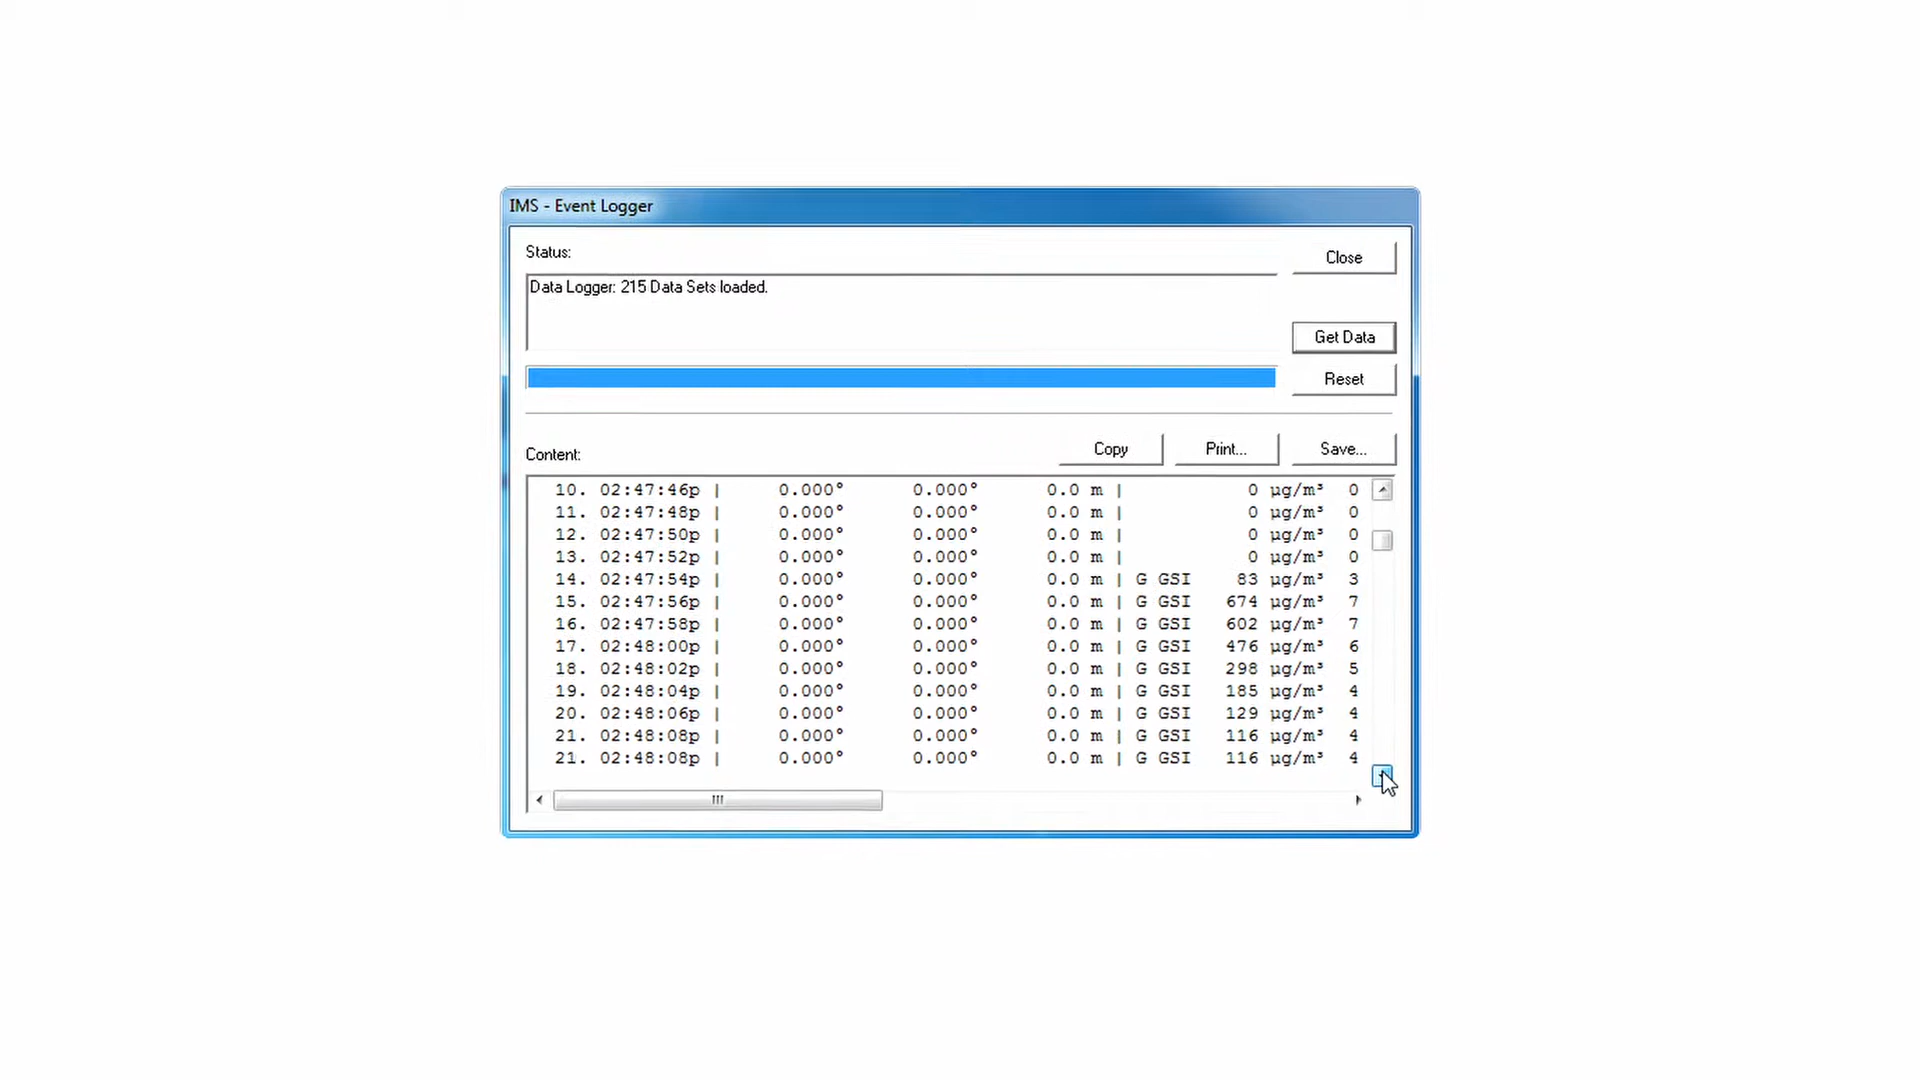 IMS - Event Logger
Status:
Close
Data Logger: 215 Data Sets loaded.
Get Data
Reset
Content:
Copy
Print...
Save...
10. 02:47:46p | 0.000° 0.000° 0.0 m | 0 µg/m³ 0
11. 02:47:48p | 0.000° 0.000° 0.0 m | 0 µg/m³ 0
12. 02:47:50p | 0.000° 0.000° 0.0 m | 0 µg/m³ 0
13. 02:47:52p | 0.000° 0.000° 0.0 m | 0 µg/m³ 0
14. 02:47:54p | 0.000° 0.000° 0.0 m | G GSI 83 µg/m³ 3
15. 02:47:56p | 0.000° 0.000° 0.0 m | G GSI 674 µg/m³ 7
16. 02:47:58p | 0.000° 0.000° 0.0 m | G GSI 602 µg/m³ 7
17. 02:48:00p | 0.000° 0.000° 0.0 m | G GSI 476 µg/m³ 6
18. 02:48:02p | 0.000° 0.000° 0.0 m | G GSI 298 µg/m³ 5
19. 02:48:04p | 0.000° 0.000° 0.0 m | G GSI 185 µg/m³ 4
20. 02:48:06p | 0.000° 0.000° 0.0 m | G GSI 129 µg/m³ 4
21. 02:48:08p | 0.000° 0.000° 0.0 m | G GSI 116 µg/m³ 4
21. 02:48:08p | 0.000° 0.000° 0.0 m | G GSI 116 µg/m³ 4